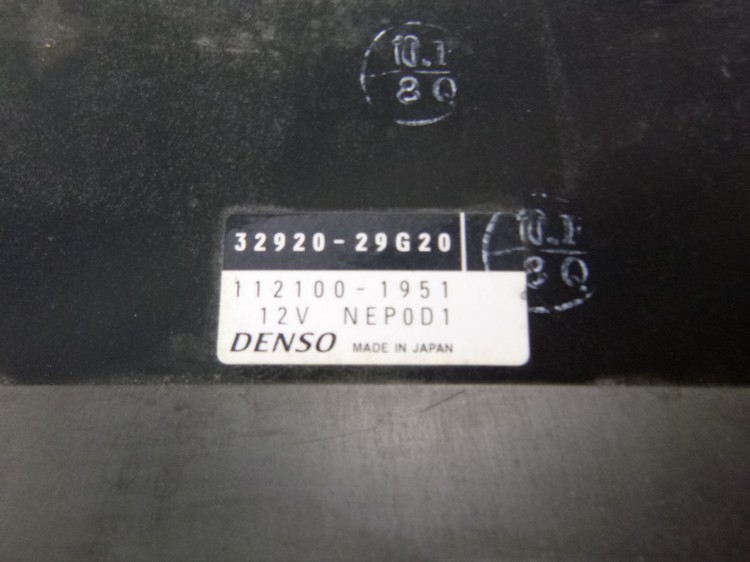 10.1
80
32920-29G20
10.1
80
112100-1951
12V NEP0D1
DENSO MADE IN JAPAN